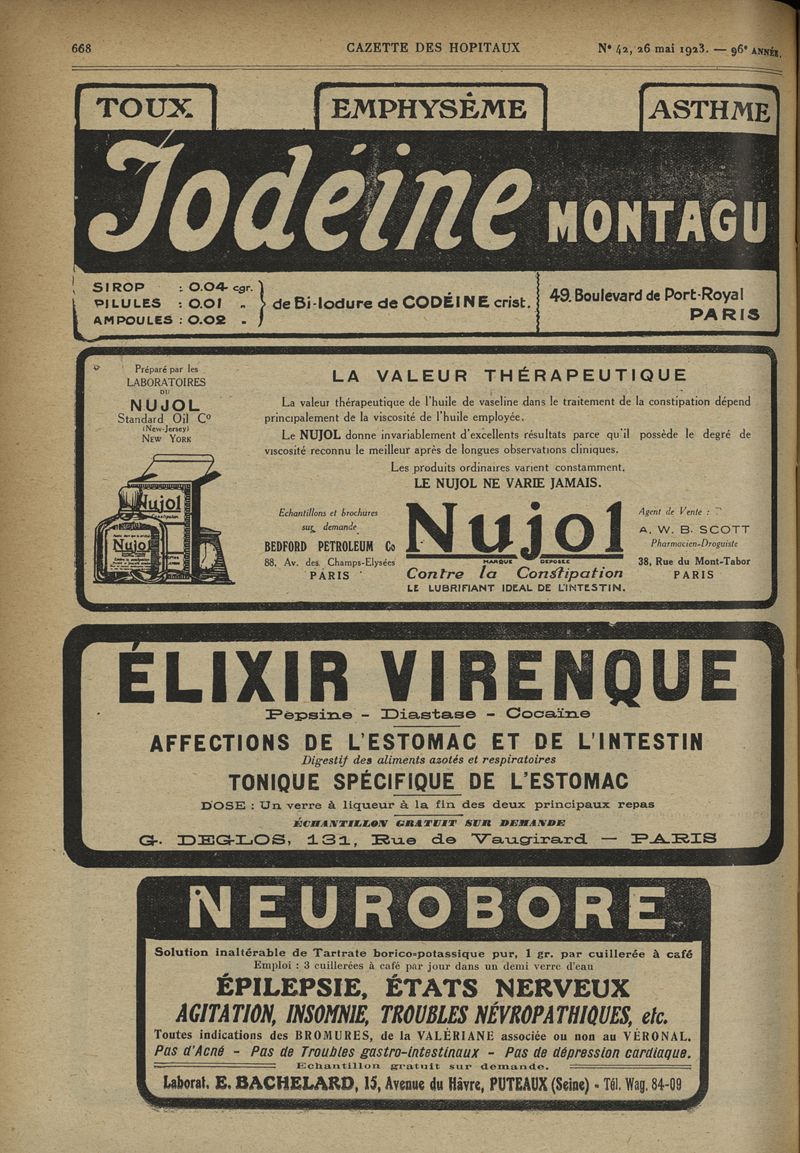 668 CAZETTE DES HOPITAUX N° 42, 26 mai 1923. — 96e ANNÉE.
TOUX EMPHYSÊME ASTHME
Iodéine MONTAGU
SIROP : 0.04 cgr.
PILULES : 0.01 "
AMPOULES : 0.02 "
de Bi-Iodure de CODÉINE crist.
49. Boulevard de Port-Royal
PARIS
Préparé par les
LABORATOIRES
DU
NUJOL
Standard Oil Co
(New-Jersey)
NEW YORK
Nujol
Nujol
LA VALEUR THÉRAPEUTIQUE
La valeur thérapeutique de l'huile de vaseline dans le traitement de la constipation dépend
principalement de la viscosité de l'huile employée.
Le NUJOL donne invariablement d'excellents résultats parce qu'il possède le degré de
viscosité reconnu le meilleur après de longues observations cliniques.
Les produits ordinaires varient constamment.
LE NUJOL NE VARIE JAMAIS.
Echantillons et brochures
sur demande
BEDFORD PETROLEUM Co
88, Av. des Champs-Elysées
PARIS
Nujol
MARQUE DEPOSÉE
Contre la Constipation
LE LUBRIFIANT IDEAL DE L'INTESTIN.
Agent de Vente :
A. W. B. SCOTT
Pharmacien-Droguiste
38, Rue du Mont-Tabor
PARIS
ÉLIXIR VIRENQUE
Pepsine - Diastase - Cocaïne
AFFECTIONS DE L'ESTOMAC ET DE L'INTESTIN
Digestif des aliments azotés et respiratoires
TONIQUE SPÉCIFIQUE DE L'ESTOMAC
DOSE : Un verre à liqueur à la fin des deux principaux repas
ÉCHANTILLON GRATUIT SUR DEMANDE
G. DEGLOS, 131, Rue de Vaugirard — PARIS
NEUROBORE
Solution inaltérable de Tartrate borico-potassique pur, 1 gr. par cuillerée à café
Emploi : 3 cuillerées à café par jour dans un demi verre d'eau
ÉPILEPSIE, ÉTATS NERVEUX
AGITATION, INSOMNIE, TROUBLES NÉVROPATHIQUES, etc.
Toutes indications des BROMURES, de la VALÉRIANE associée ou non au VÉRONAL.
Pas d'Acné - Pas de Troubles gastro-intestinaux - Pas de dépression cardiaque.
Echantillon gratuit sur demande.
Laborat. E. BACHELARD, 15, Avenue du Hâvre, PUTEAUX (Seine) - Tél. Wag. 84-09